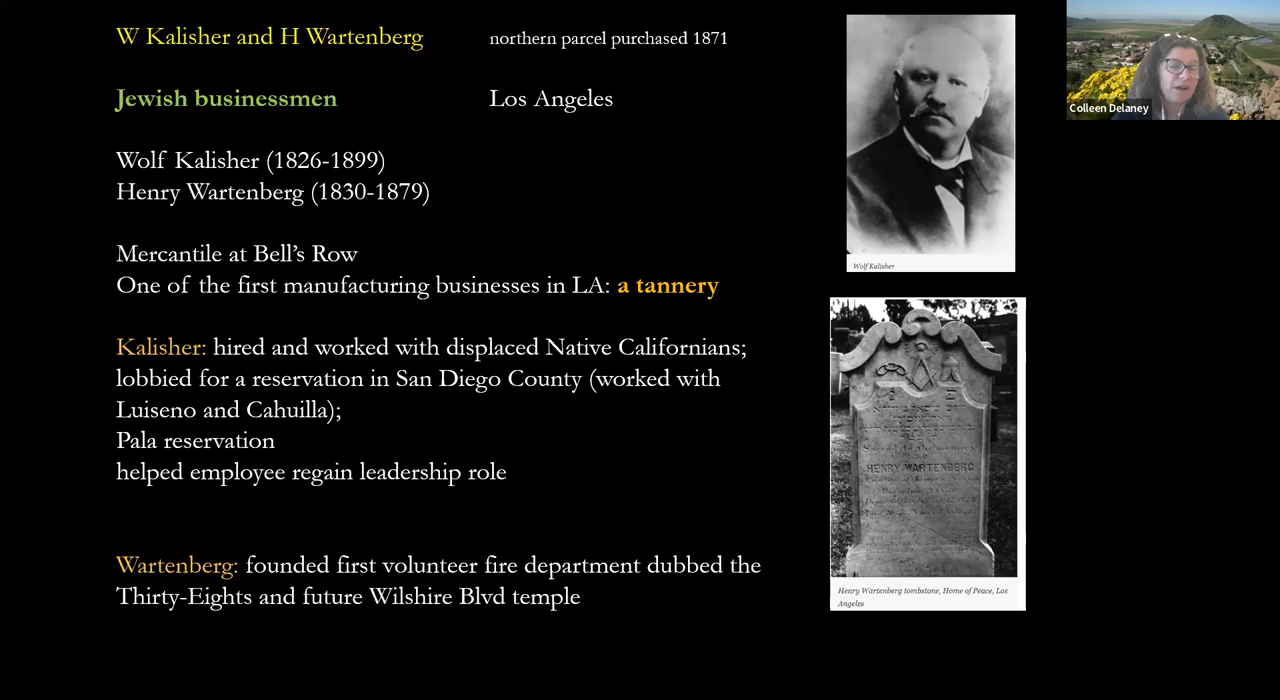 W Kalisher and H Wartenberg northern parcel purchased 1871
Jewish businessmen Los Angeles
Wolf Kalisher (1826-1899)
Henry Wartenberg (1830-1879)
Mercantile at Bell’s Row
One of the first manufacturing businesses in LA: a tannery
Kalisher: hired and worked with displaced Native Californians;
lobbied for a reservation in San Diego County (worked with
Luiseno and Cahuilla);
Pala reservation
helped employee regain leadership role
Wartenberg: founded first volunteer fire department dubbed the
Thirty-Eights and future Wilshire Blvd temple
Wolf Kalisher
Sacred to the memory
HENRY WARTENBERG
Henry Wartenberg tombstone, Home of Peace, Los
Angeles
Colleen Delaney